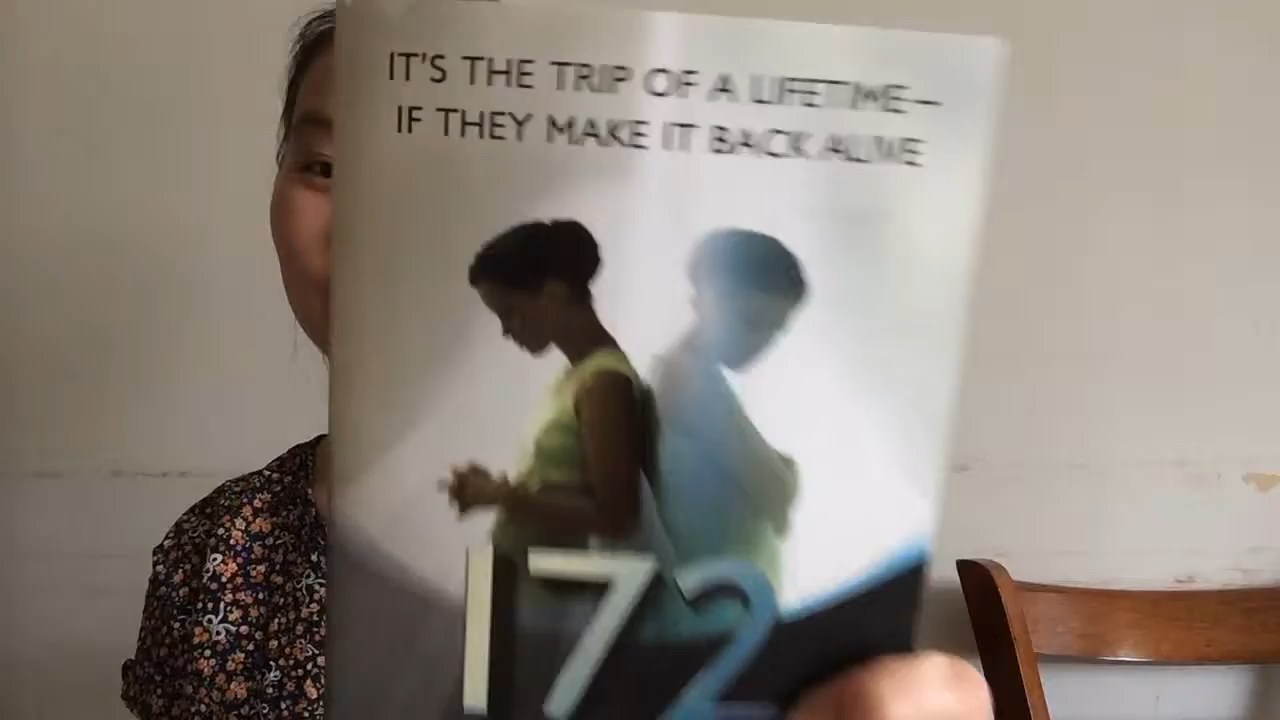 IT'S THE TRIP OF A LIFETIME—
IF THEY MAKE IT BACK ALIVE
172